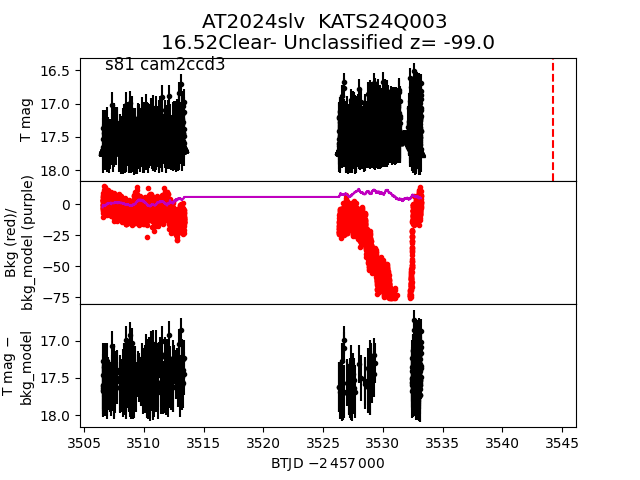 AT2024slv KATS24Q003
16.52Clear- Unclassified z= -99.0
s81 cam2ccd3
T mag
16.5
17.0
17.5
18.0
Bkg (red)/
bkg_model (purple)
0
−25
−50
−75
T mag −
bkg_model
17.0
17.5
18.0
3505 3510 3515 3520 3525 3530 3535 3540 3545
BTJD −2 457 000